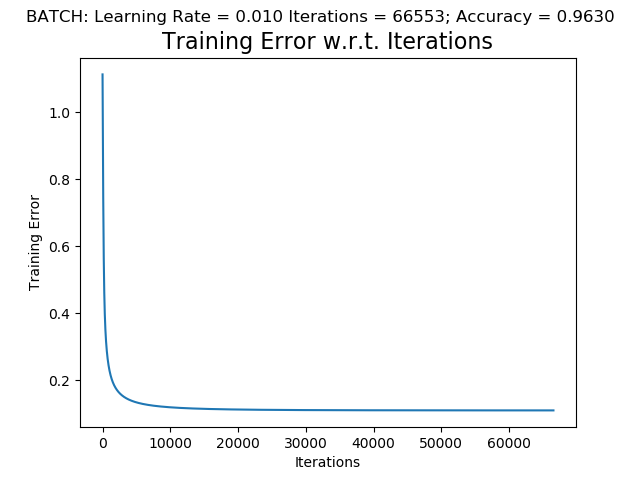 BATCH: Learning Rate = 0.010 Iterations = 66553; Accuracy = 0.9630
Training Error w.r.t. Iterations
1.0
0.8
0.6
0.4
0.2
Training Error
0 10000 20000 30000 40000 50000 60000
Iterations